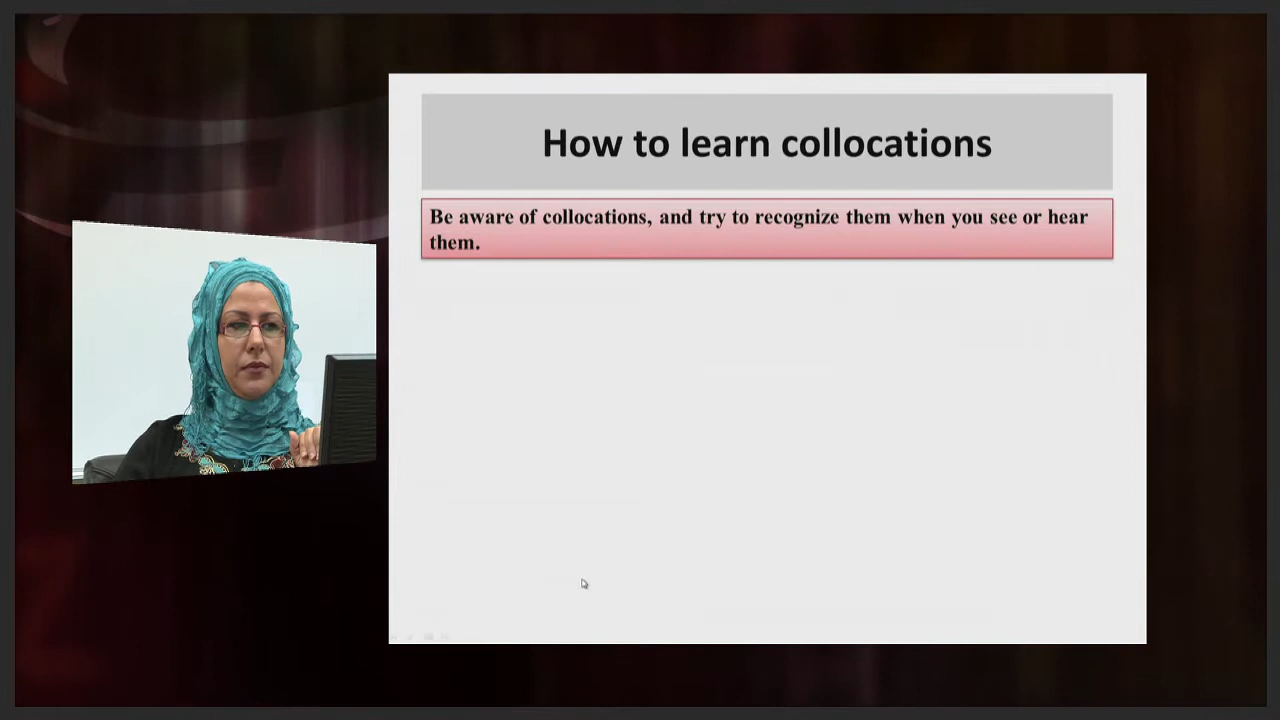 How to learn collocations
Be aware of collocations, and try to recognize them when you see or hear
them.